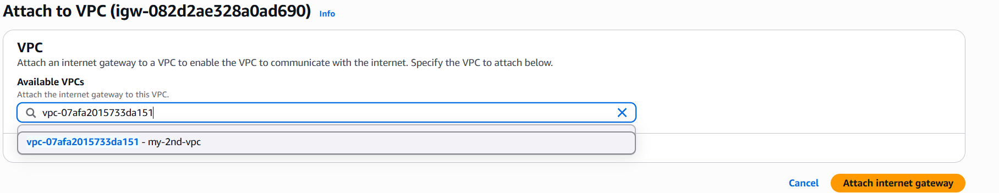 Attach to VPC (igw-082d2ae328a0ad690) Info
VPC
Attach an internet gateway to a VPC to enable the VPC to communicate with the internet. Specify the VPC to attach below.
Available VPCs
Attach the internet gateway to this VPC.
vpc-07afa2015733da151
vpc-07afa2015733da151 - my-2nd-vpc
Cancel Attach internet gateway